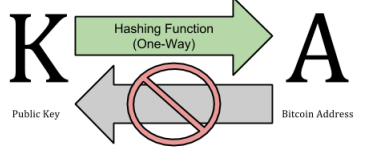 Hashing Function
(One-Way)
K
A
Public Key
Bitcoin Address